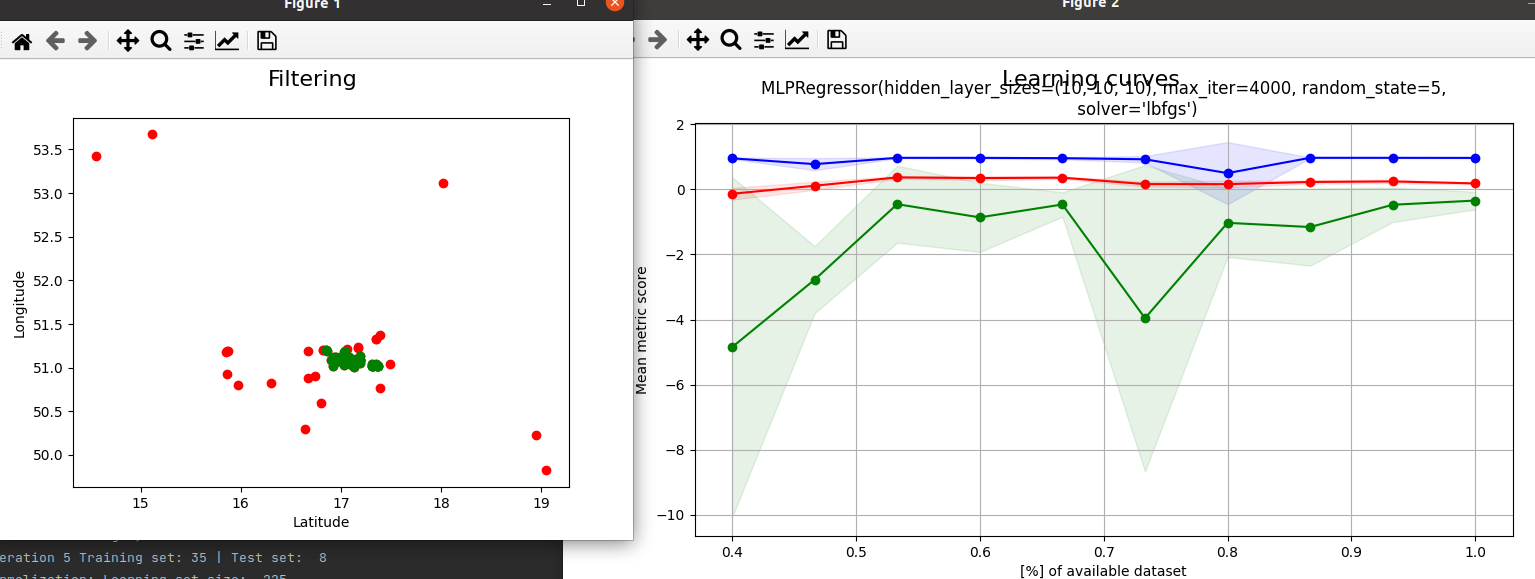 Figure 1
Figure 2
Filtering
53.5
53.0
52.5
52.0
51.5
51.0
50.5
50.0
Longitude
15
16
17
18
19
Latitude
Learning curves
MLPRegressor(hidden_layer_sizes=(10, 10, 10), max_iter=4000, random_state=5,
solver='lbfgs')
2
0
−2
−4
−6
−8
−10
Mean metric score
0.4
0.5
0.6
0.7
0.8
0.9
1.0
[%] of available dataset
eration 5 Training set: 35 | Test set:  8